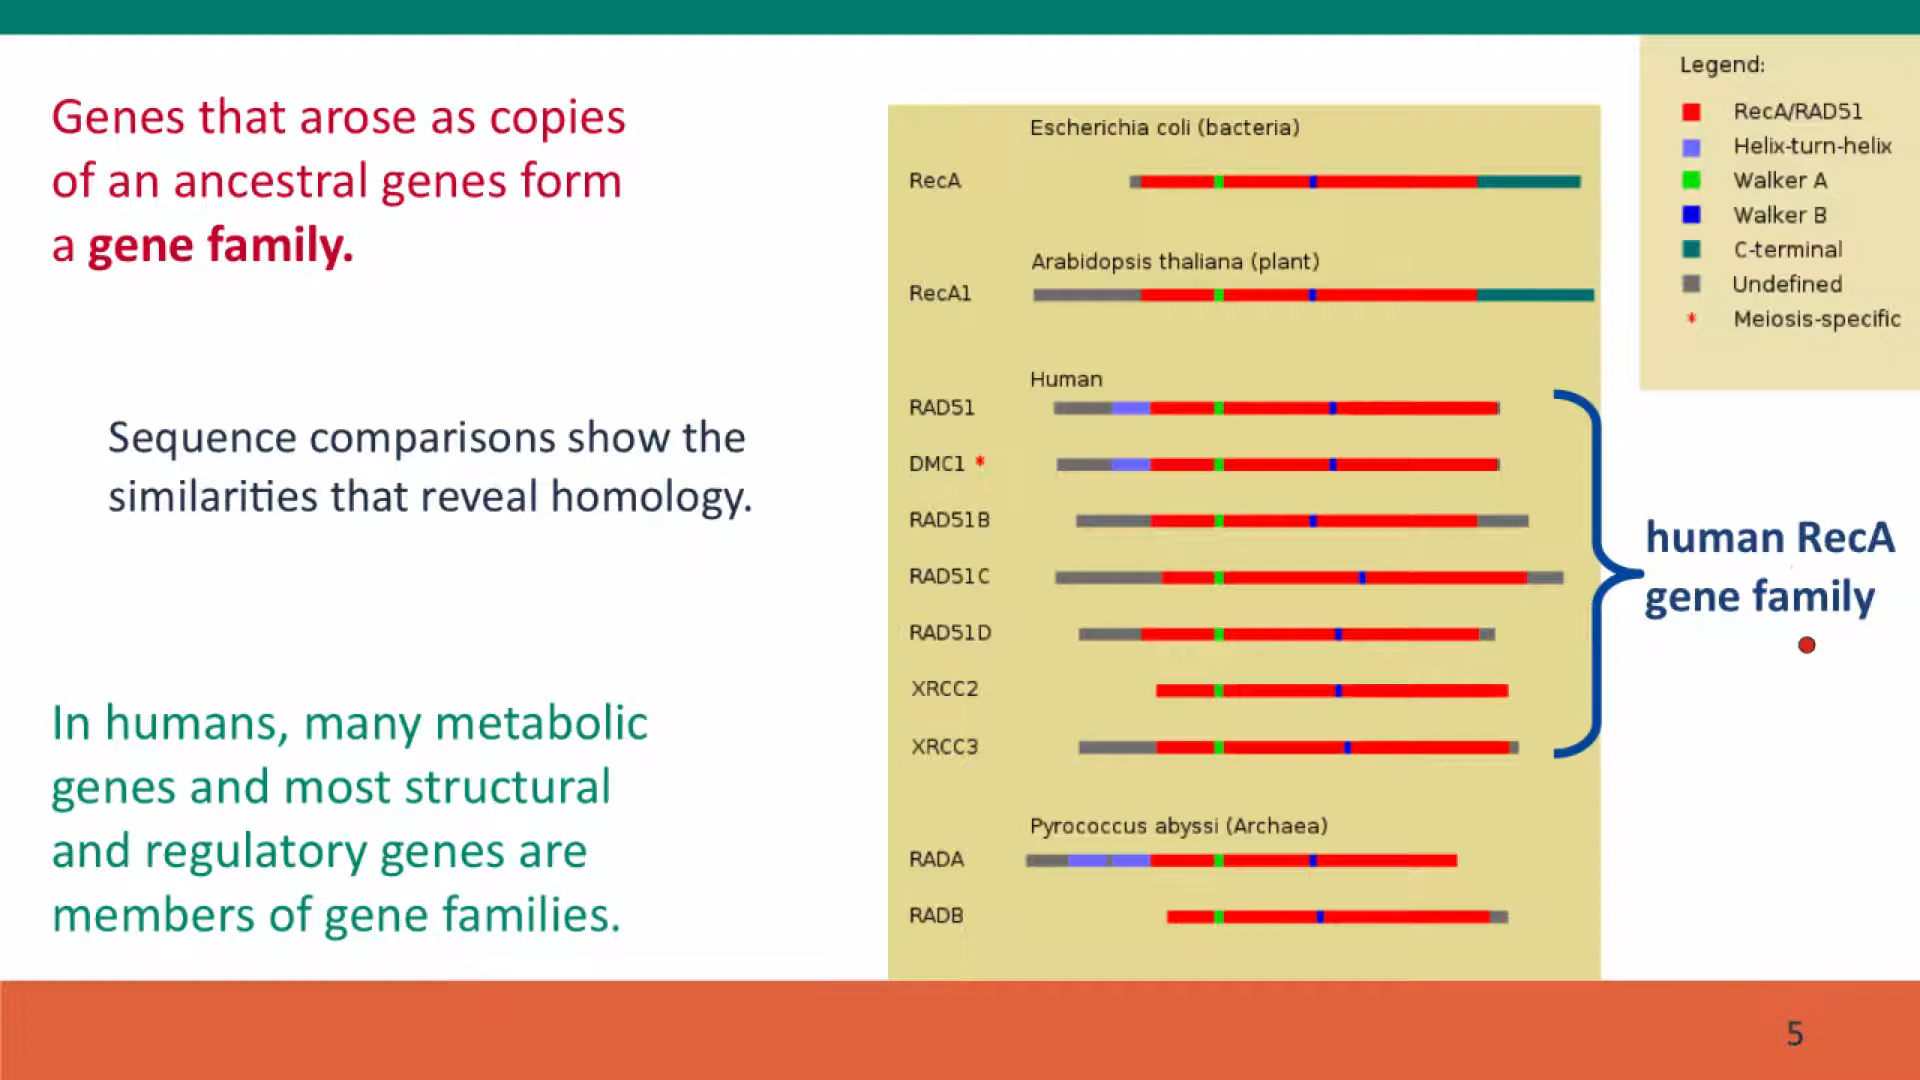 Genes that arose as copies
of an ancestral genes form
a gene family.
Sequence comparisons show the
similarities that reveal homology.
In humans, many metabolic
genes and most structural
and regulatory genes are
members of gene families.
Escherichia coli (bacteria)
RecA
Arabidopsis thaliana (plant)
RecA1
Human
RAD51
DMC1 *
RAD51B
RAD51C
RAD51D
XRCC2
XRCC3
Pyrococcus abyssi (Archaea)
RADA
RADB
Legend:
RecA/RAD51
Helix-turn-helix
Walker A
Walker B
C-terminal
Undefined
* Meiosis-specific
human RecA
gene family
5